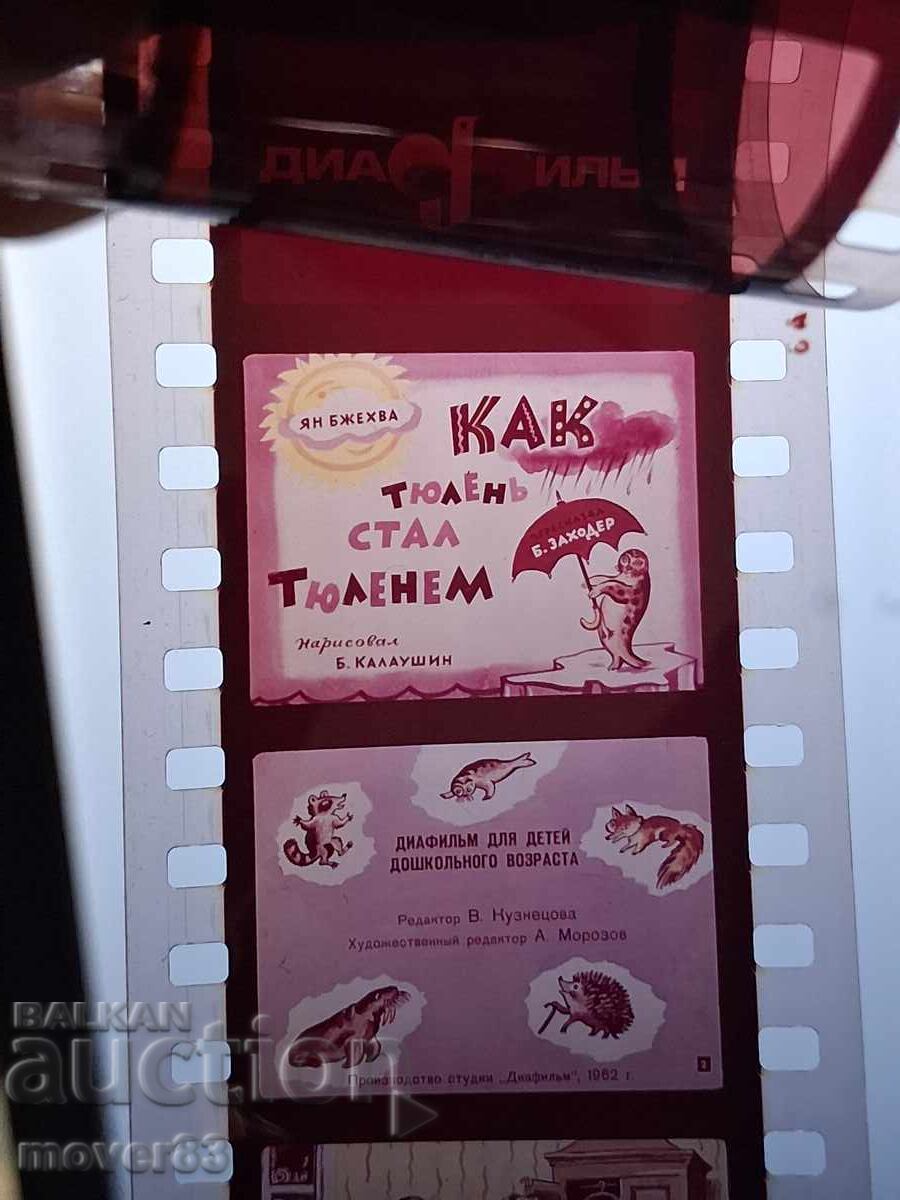 ДИАФИЛЬМ
ЯН БЖЕХВА
КАК
ТЮЛЕНЬ
СТАЛ
ТЮЛЕНЕМ
ПЕРЕСКАЗАЛ
Б. ЗАХОДЕР
Нарисовал
Б. КАЛАУШИН
ДИАФИЛЬМ ДЛЯ ДЕТЕЙ
ДОШКОЛЬНОГО ВОЗРАСТА
Редактор В. Кузнецова
Художественный редактор А. Морозов
Производство студии „Диафильм", 1962 г.
BALKAN
auction
mover83